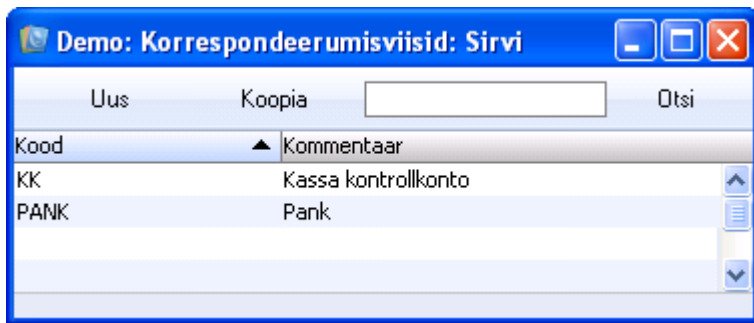 Demo: Korrespondeerumisviisid: Sirvi
Uus Koopia Otsi
Kood Kommentaar
KK Kassa kontrollkonto
PANK Pank